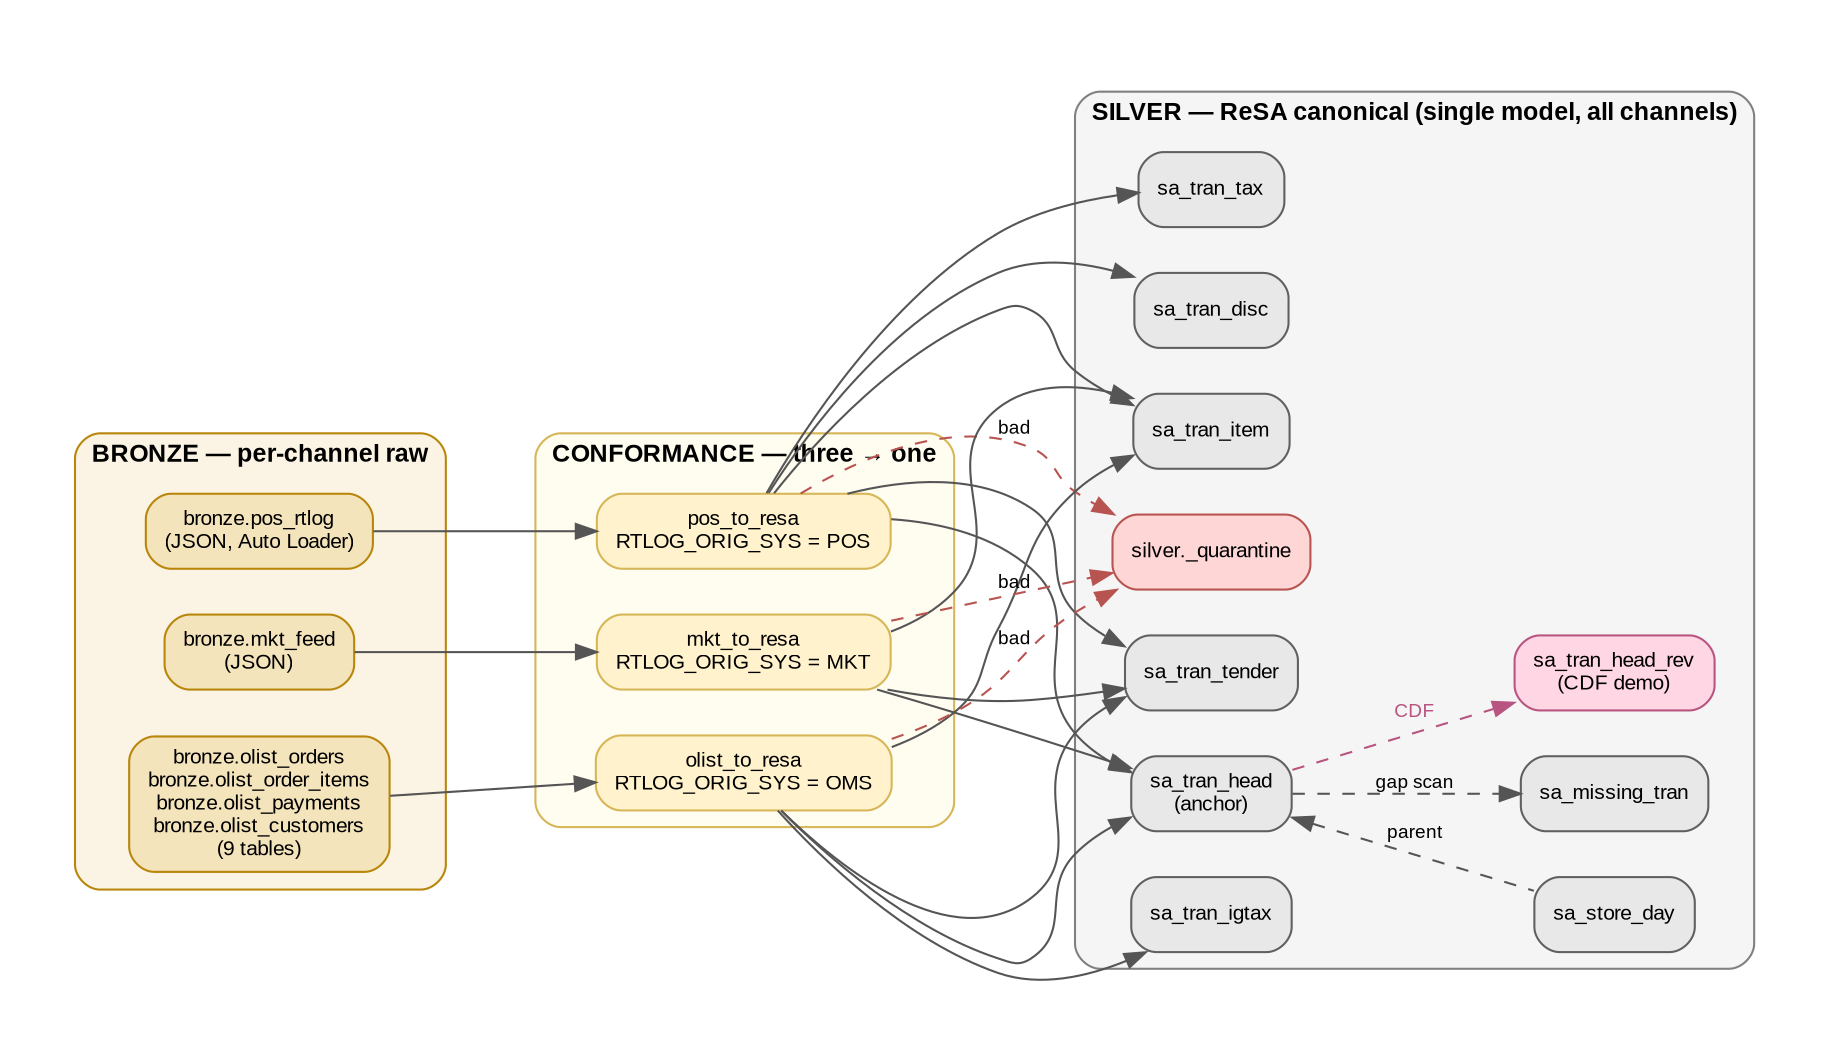 BRONZE — per-channel raw
bronze.pos_rtlog
(JSON, Auto Loader)
bronze.mkt_feed
(JSON)
bronze.olist_orders
bronze.olist_order_items
bronze.olist_payments
bronze.olist_customers
(9 tables)
CONFORMANCE — three → one
pos_to_resa
RTLOG_ORIG_SYS = POS
mkt_to_resa
RTLOG_ORIG_SYS = MKT
olist_to_resa
RTLOG_ORIG_SYS = OMS
bad
bad
bad
SILVER — ReSA canonical (single model, all channels)
sa_tran_tax
sa_tran_disc
sa_tran_item
silver._quarantine
sa_tran_tender
sa_tran_head
(anchor)
sa_tran_igtax
CDF
gap scan
parent
sa_tran_head_rev
(CDF demo)
sa_missing_tran
sa_store_day